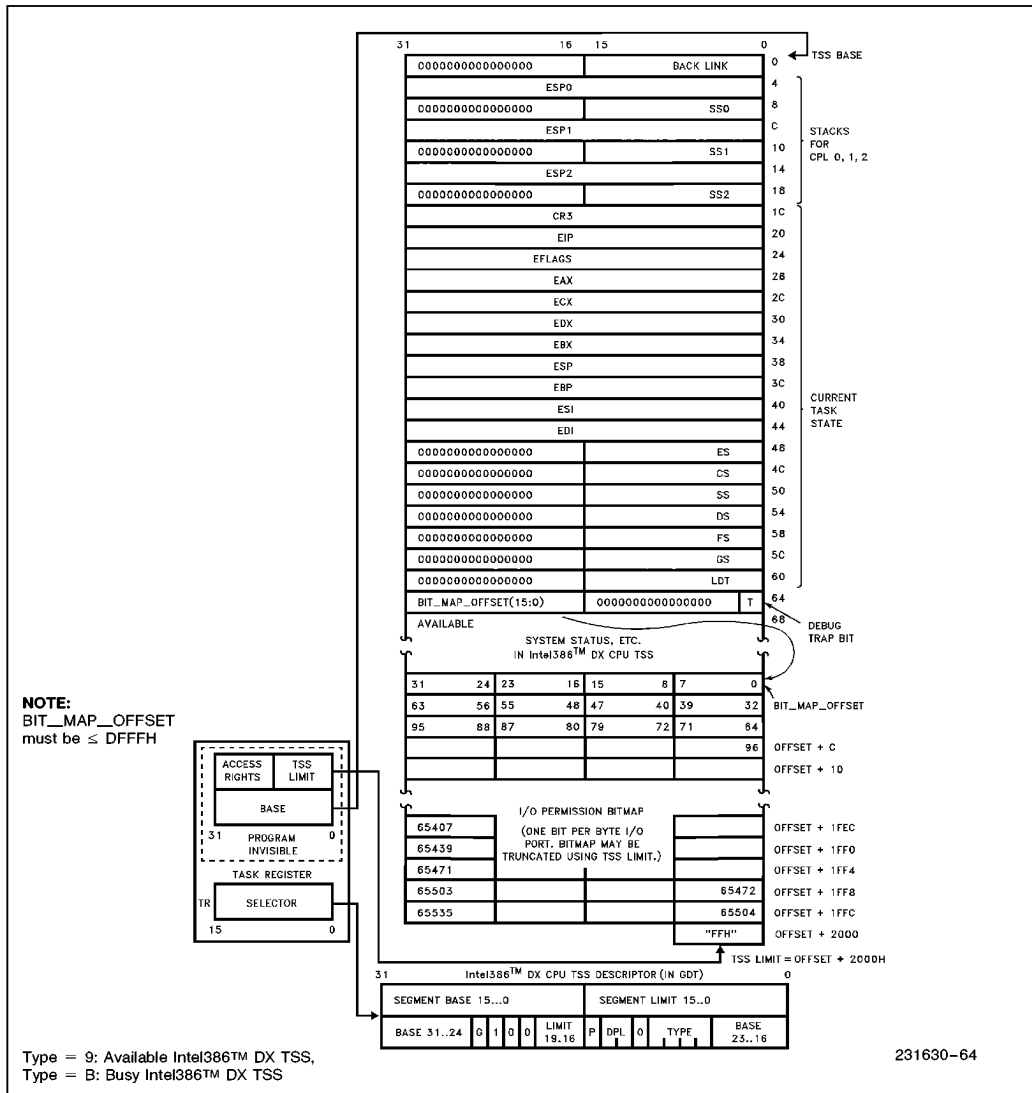 31 16 15 0
TSS BASE
0000000000000000 BACK LINK 0
ESP0 4
0000000000000000 SS0 8
ESP1 C
0000000000000000 SS1 10
ESP2 14
0000000000000000 SS2 18
STACKS
FOR
CPL 0, 1, 2
CR3 1C
EIP 20
EFLAGS 24
EAX 28
ECX 2C
EDX 30
EBX 34
ESP 38
EBP 3C
ESI 40
EDI 44
0000000000000000 ES 48
0000000000000000 CS 4C
0000000000000000 SS 50
0000000000000000 DS 54
0000000000000000 FS 58
0000000000000000 GS 5C
0000000000000000 LDT 60
CURRENT
TASK
STATE
BIT_MAP_OFFSET(15:0) 000000000000000 T 64
AVAILABLE 68
DEBUG
TRAP BIT
SYSTEM STATUS, ETC.
IN Intel386™ DX CPU TSS
31 24 23 16 15 8 7 0
63 56 55 48 47 40 39 32 BIT_MAP_OFFSET
95 88 87 80 79 72 71 64
96 OFFSET + C
OFFSET + 10
NOTE:
BIT__MAP__OFFSET
must be ≤ DFFFH
ACCESS
RIGHTS
TSS
LIMIT
BASE
31 0
PROGRAM
INVISIBLE
TASK REGISTER
TR SELECTOR
15 0
I/O PERMISSION BITMAP
(ONE BIT PER BYTE I/O
PORT. BITMAP MAY BE
TRUNCATED USING TSS LIMIT.)
65407 OFFSET + 1FEC
65439 OFFSET + 1FF0
65471 OFFSET + 1FF4
65503 65472 OFFSET + 1FF8
65535 65504 OFFSET + 1FFC
"FFH" OFFSET + 2000
TSS LIMIT = OFFSET + 2000H
31 Intel386™ DX CPU TSS DESCRIPTOR (IN GDT) 0
SEGMENT BASE 15...0 SEGMENT LIMIT 15...0
BASE 31..24 G 1 0 0 LIMIT 19..16 P DPL 0 TYPE BASE 23..16
Type = 9: Available Intel386™ DX TSS,
Type = B: Busy Intel386™ DX TSS
231630–64